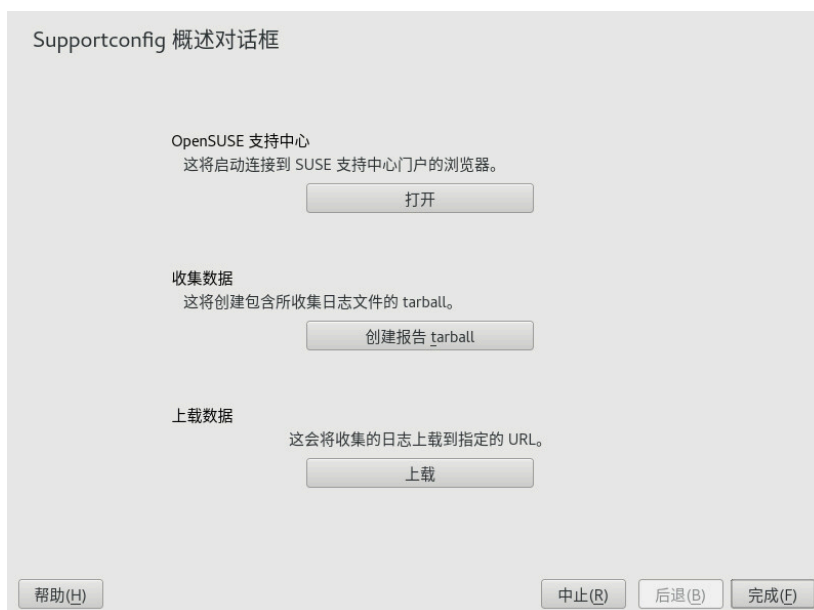 Supportconfig 概述对话框
OpenSUSE 支持中心
这将启动连接到 SUSE 支持中心门户的浏览器。
打开
收集数据
这将创建包含所收集日志文件的 tarball。
创建报告 tarball
上载数据
这会将收集的日志上载到指定的 URL。
上载
帮助(H) 中止(R) 后退(B) 完成(F)